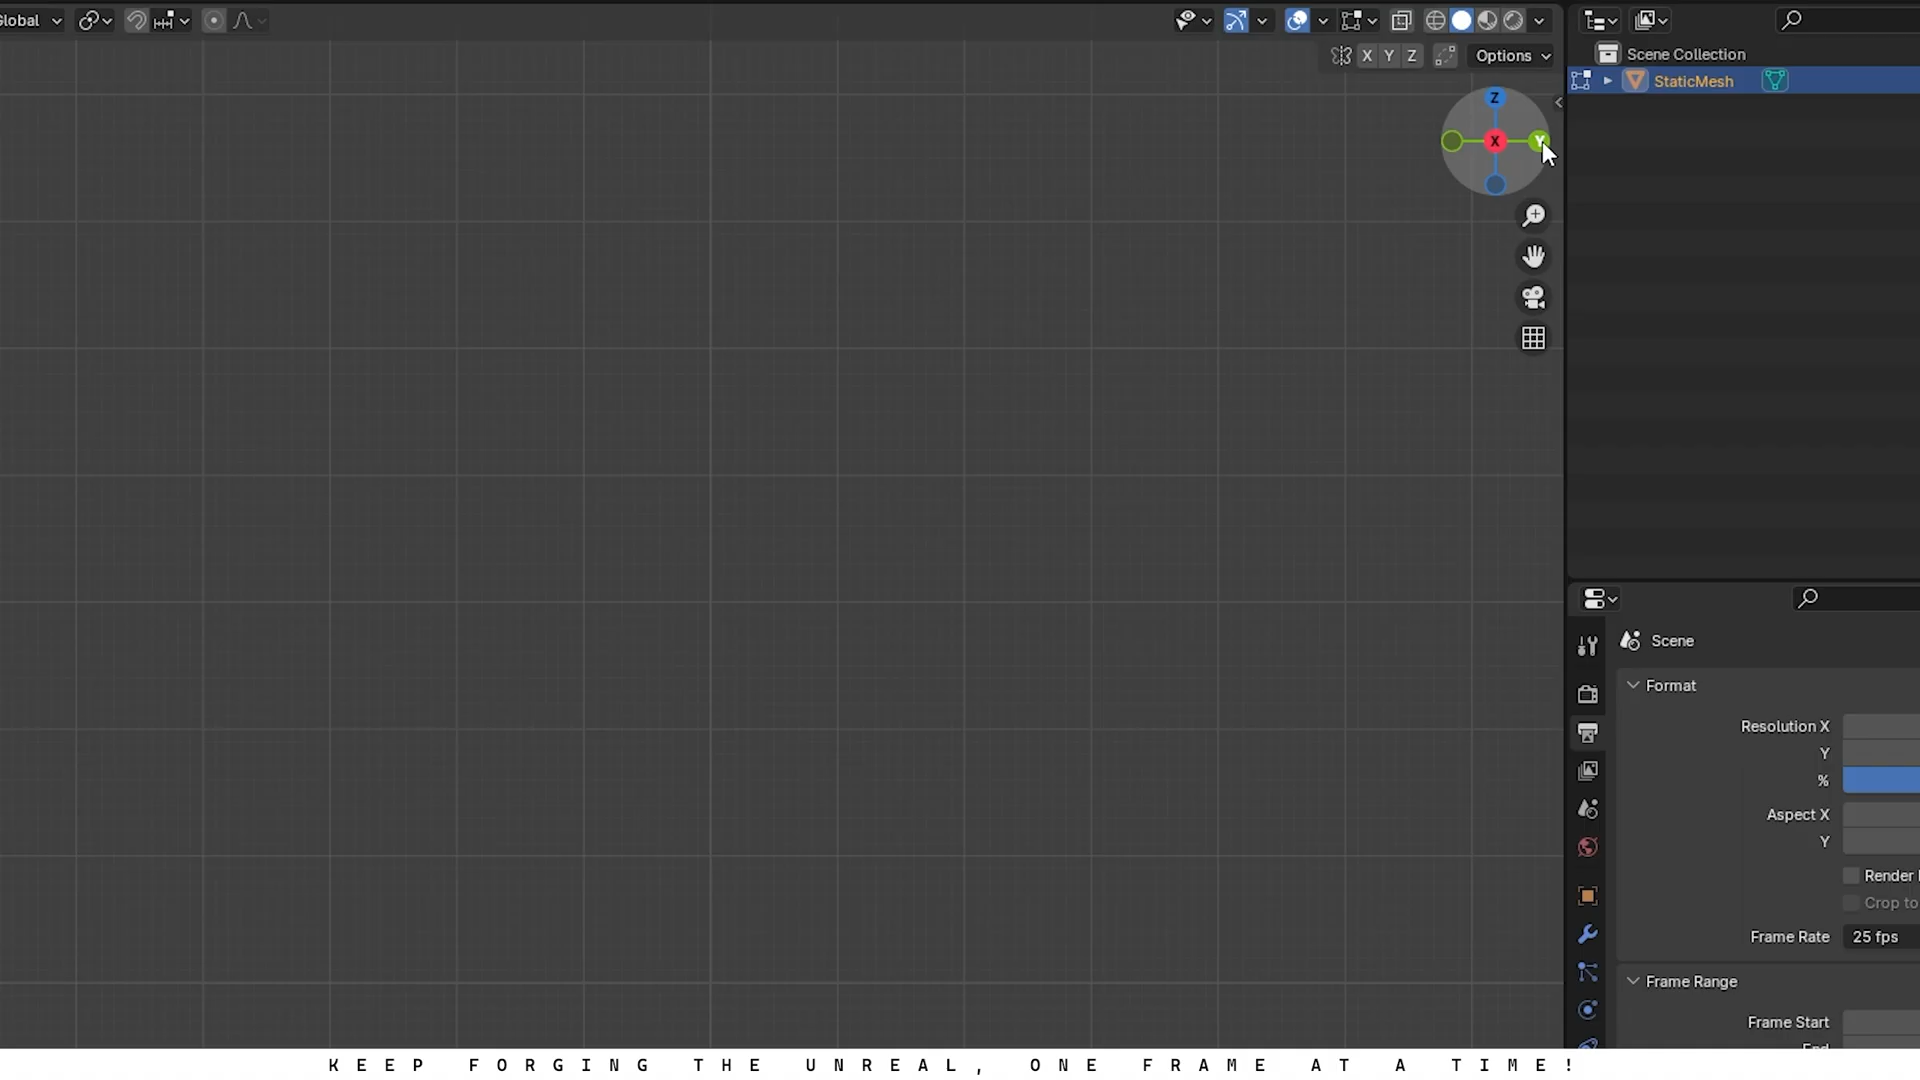 Global
X Y Z Options
Scene Collection
StaticMesh
Z
X
Y
Scene
Format
Resolution X
Y
%
Aspect X
Y
Render
Crop to
Frame Rate 25 fps
Frame Range
Frame Start
End
KEEP FORGING THE UNREAL, ONE FRAME AT A TIME!